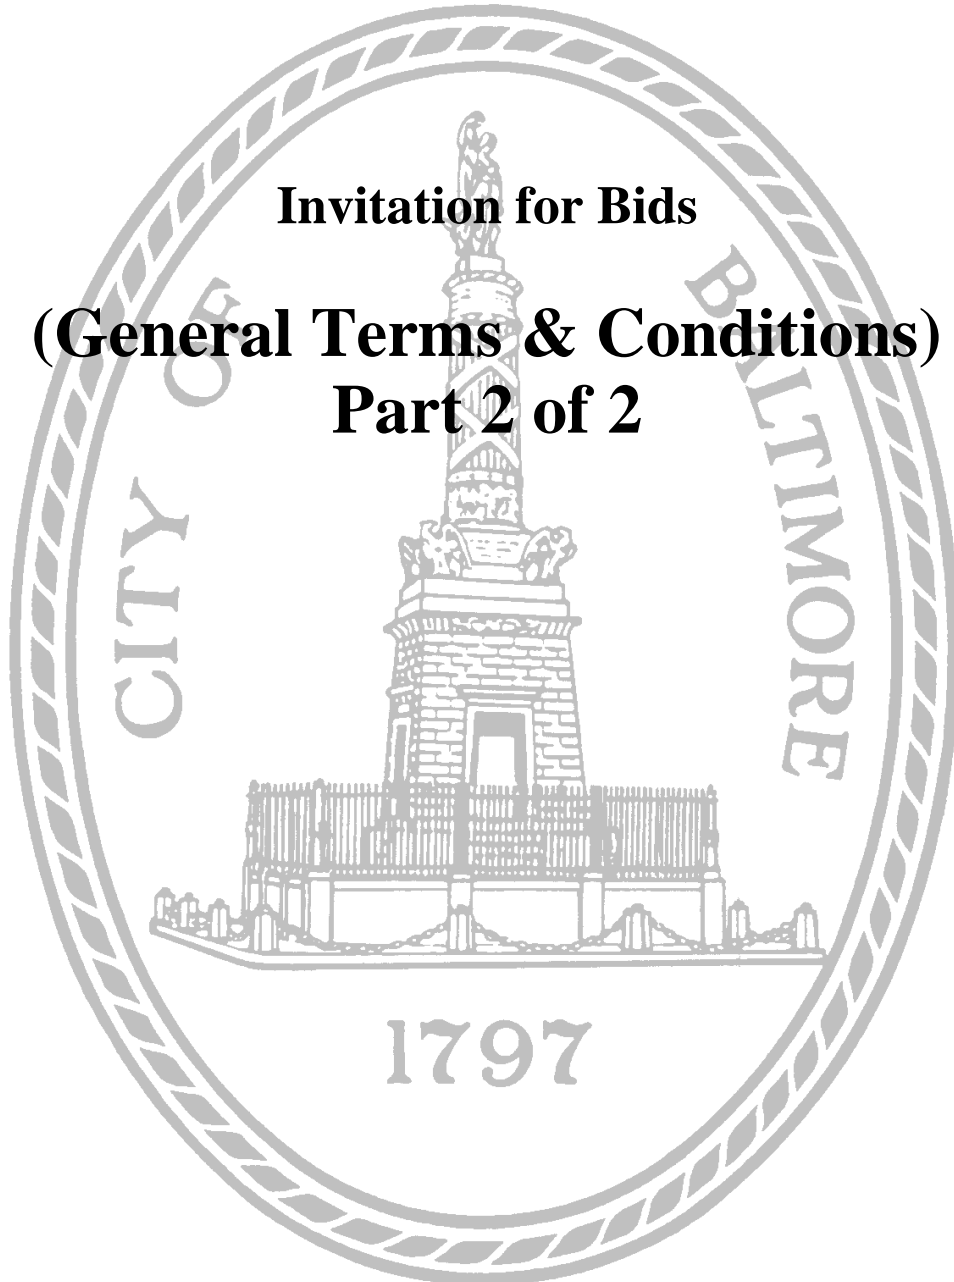 Invitation for Bids
(General Terms & Conditions)
Part 2 of 2
CITY OF BALTIMORE
1797